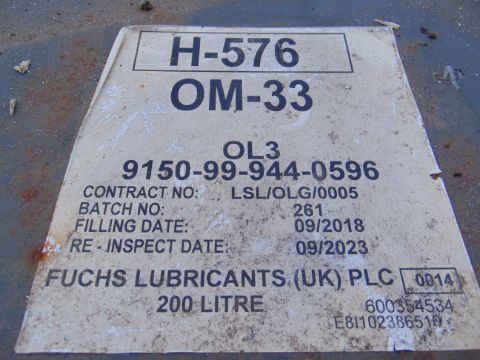 H-576
OM-33
OL3
9150-99-944-0596
CONTRACT NO: LSL/OLG/0005
BATCH NO: 261
FILLING DATE: 09/2018
RE - INSPECT DATE: 09/2023
FUCHS LUBRICANTS (UK) PLC 0014
200 LITRE 600354534
E8I102386510